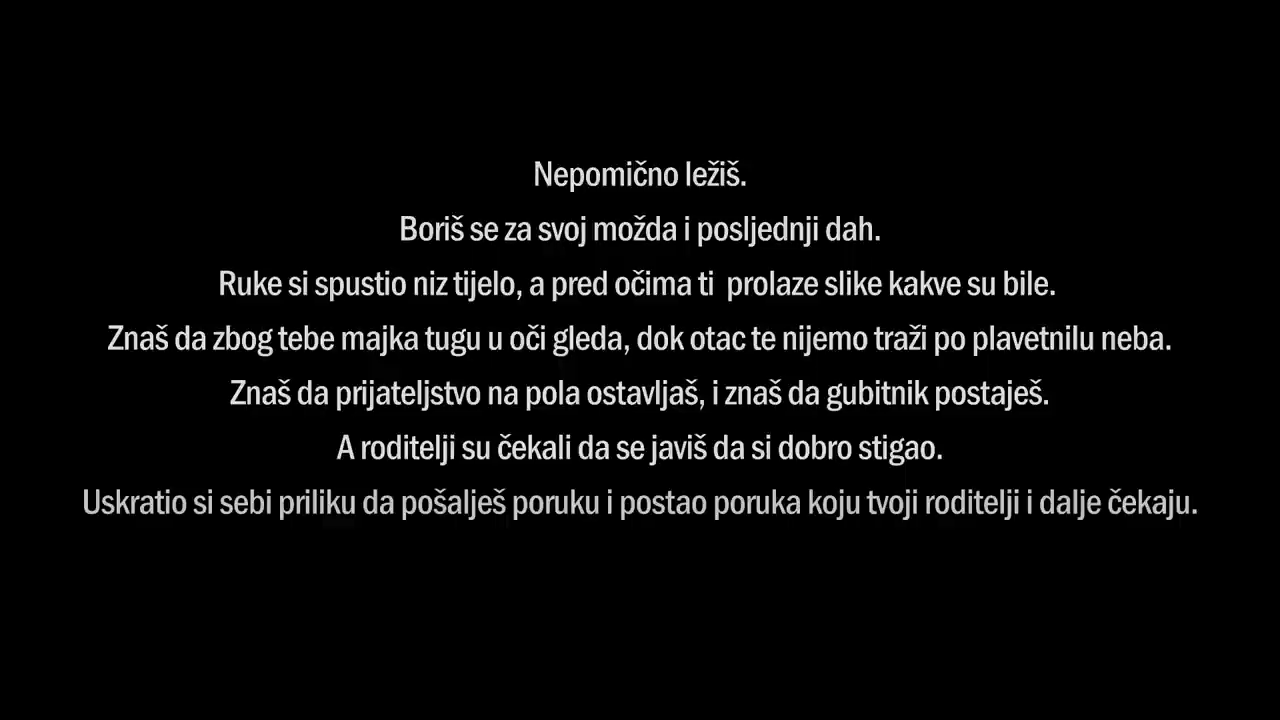 Nepomično ležiš.
Boriš se za svoj možda i posljednji dah.
Ruke si spustio niz tijelo, a pred očima ti  prolaze slike kakve su bile.
Znaš da zbog tebe majka tugu u oči gleda, dok otac te nijemo traži po plavetnilu neba.
Znaš da prijateljstvo na pola ostavljaš, i znaš da gubitnik postaješ.
A roditelji su čekali da se javiš da si dobro stigao.
Uskratio si sebi priliku da pošalješ poruku i postao poruka koju tvoji roditelji i dalje čekaju.